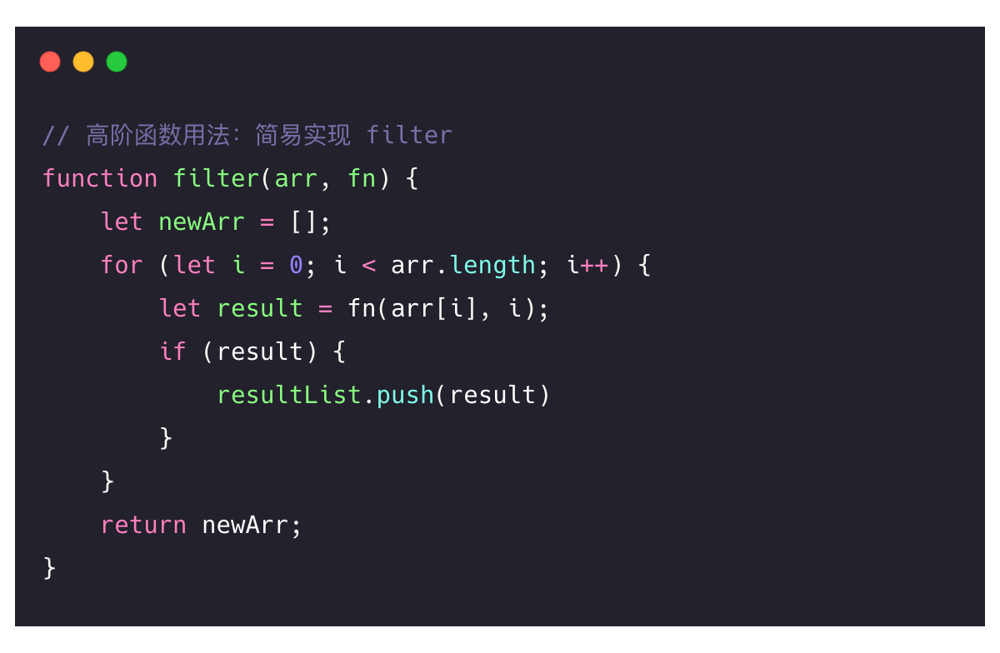 // 高阶函数用法：简易实现 filter
function filter(arr, fn) {
    let newArr = [];
    for (let i = 0; i < arr.length; i++) {
        let result = fn(arr[i], i);
        if (result) {
            resultList.push(result)
        }
    }
    return newArr;
}